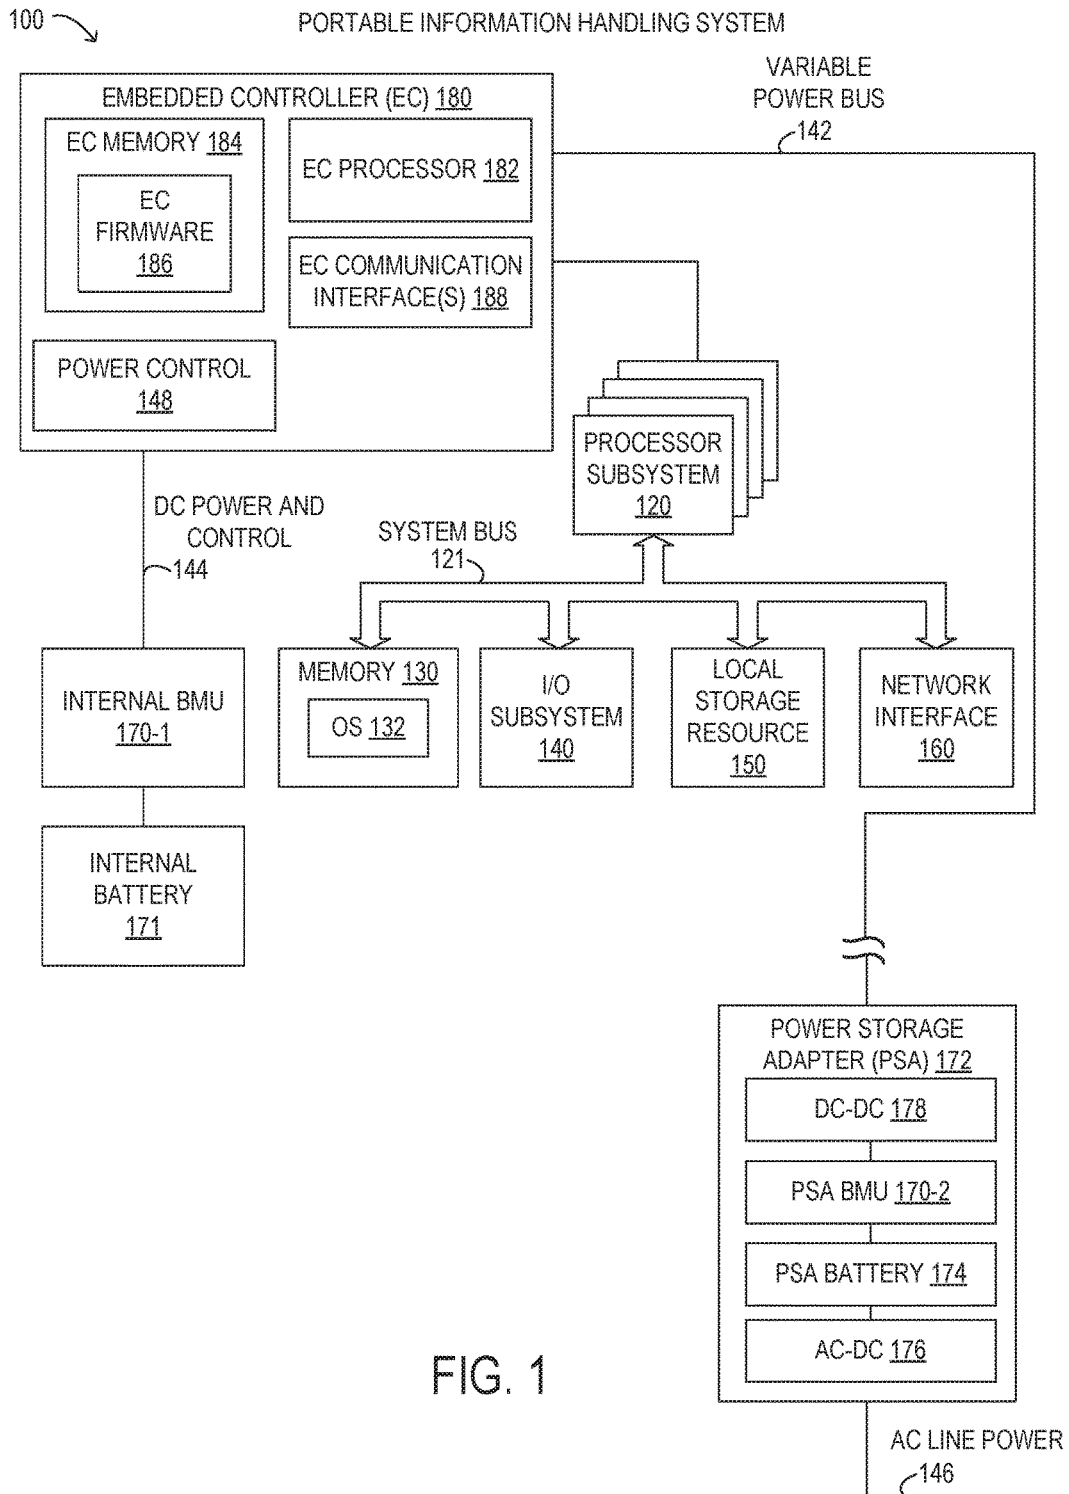 100
PORTABLE INFORMATION HANDLING SYSTEM
EMBEDDED CONTROLLER (EC) 180
EC MEMORY 184
EC
FIRMWARE
186
EC PROCESSOR 182
EC COMMUNICATION
INTERFACE(S) 188
POWER CONTROL
148
VARIABLE
POWER BUS
142
PROCESSOR
SUBSYSTEM
120
DC POWER AND
CONTROL
144
SYSTEM BUS
121
INTERNAL BMU
170-1
MEMORY 130
OS 132
I/O
SUBSYSTEM
140
LOCAL
STORAGE
RESOURCE
150
NETWORK
INTERFACE
160
INTERNAL
BATTERY
171
POWER STORAGE
ADAPTER (PSA) 172
DC-DC 178
PSA BMU 170-2
PSA BATTERY 174
AC-DC 176
FIG. 1
AC LINE POWER
146